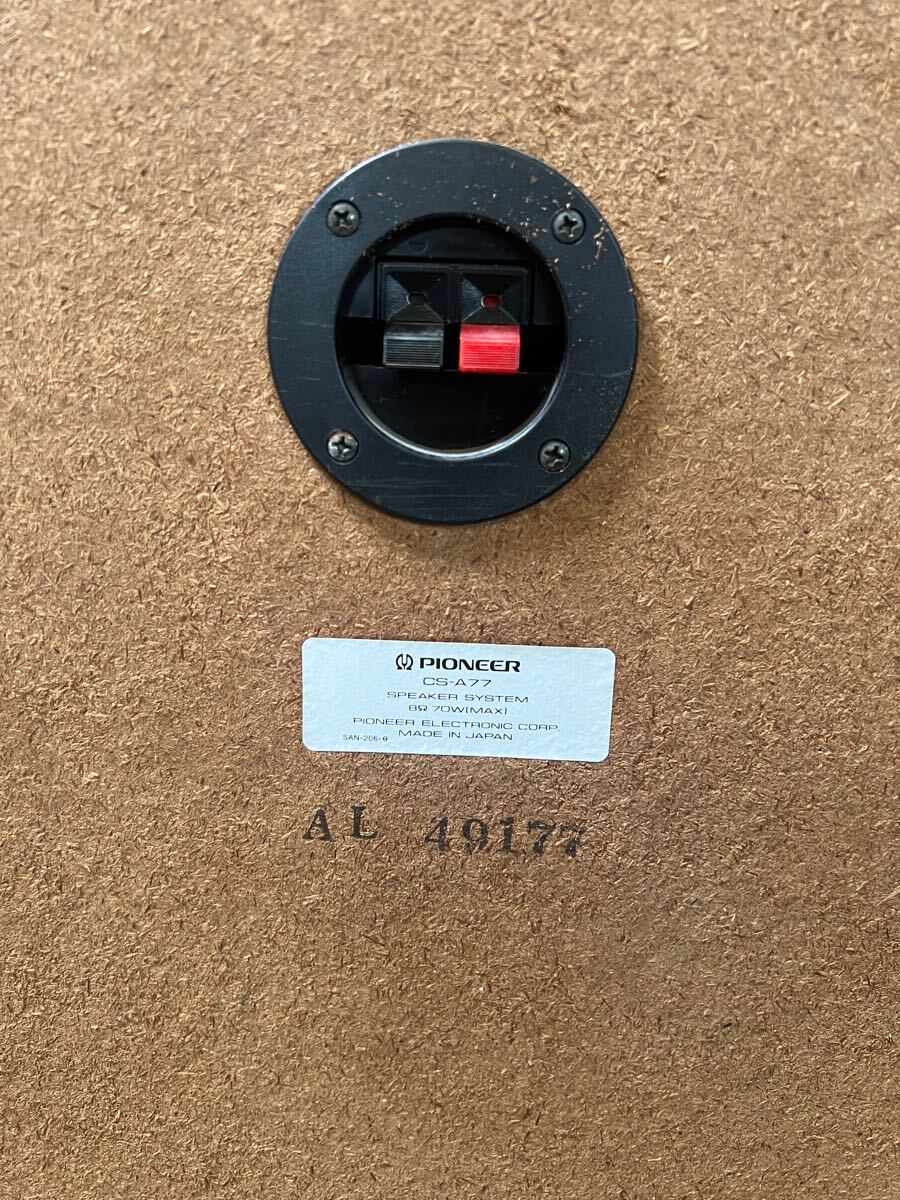 PIONEER
CS-A77
SPEAKER SYSTEM
8Ω 70W(MAX)
PIONEER ELECTRONIC CORP.
SAN-206-θ MADE IN JAPAN
AL 49177